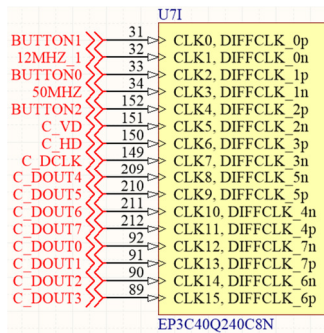 U7I
BUTTON1 31 CLK0, DIFFCLK_0p
12MHZ_1 32 CLK1, DIFFCLK_0n
BUTTON0 33 CLK2, DIFFCLK_1p
50MHZ 34 CLK3, DIFFCLK_1n
BUTTON2 152 CLK4, DIFFCLK_2p
C_VD 151 CLK5, DIFFCLK_2n
C_HD 150 CLK6, DIFFCLK_3p
C_DCLK 149 CLK7, DIFFCLK_3n
C_DOUT4 209 CLK8, DIFFCLK_5n
C_DOUT5 210 CLK9, DIFFCLK_5p
C_DOUT6 211 CLK10, DIFFCLK_4n
C_DOUT7 212 CLK11, DIFFCLK_4p
C_DOUT0 92 CLK12, DIFFCLK_7n
C_DOUT1 91 CLK13, DIFFCLK_7p
C_DOUT2 90 CLK14, DIFFCLK_6n
C_DOUT3 89 CLK15, DIFFCLK_6p
EP3C40Q240C8N